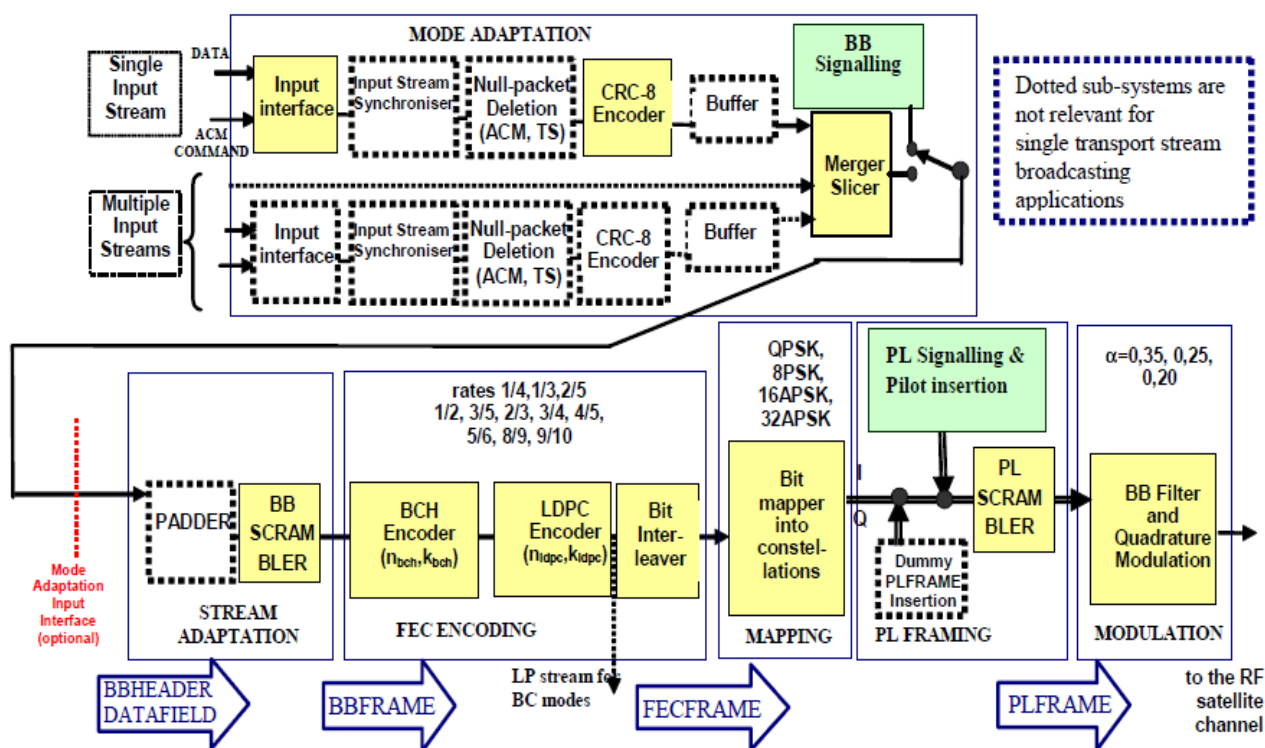 MODE ADAPTATION
DATA
Single
Input
Stream
ACM
COMMAND
Input
interface
Input Stream
Synchroniser
Null-packet
Deletion
(ACM, TS)
CRC-8
Encoder
Buffer
BB
Signalling
Merger
Slicer
Dotted sub-systems are
not relevant for
single transport stream
broadcasting
applications
Multiple
Input
Streams
Input
interface
Input Stream
Synchroniser
Null-packet
Deletion
(ACM, TS)
CRC-8
Encoder
Buffer
Mode
Adaptation
Input
Interface
(optional)
PADDER
BB
SCRAM
BLER
STREAM
ADAPTATION
rates 1/4,1/3,2/5
1/2, 3/5, 2/3, 3/4, 4/5,
5/6, 8/9, 9/10
BCH
Encoder
(nbch,kbch)
LDPC
Encoder
(nldpc,kldpc)
Bit
Inter-
leaver
FEC ENCODING
QPSK,
8PSK,
16APSK,
32APSK
Bit
mapper
into
constel-
lations
MAPPING
I
Q
PL Signalling &
Pilot insertion
Dummy
PLFRAME
Insertion
PL
SCRAM
BLER
PL FRAMING
α=0,35, 0,25,
0,20
BB Filter
and
Quadrature
Modulation
MODULATION
BBHEADER
DATAFIELD
BBFRAME
LP stream for
BC modes
FECFRAME
PLFRAME
to the RF
satellite
channel